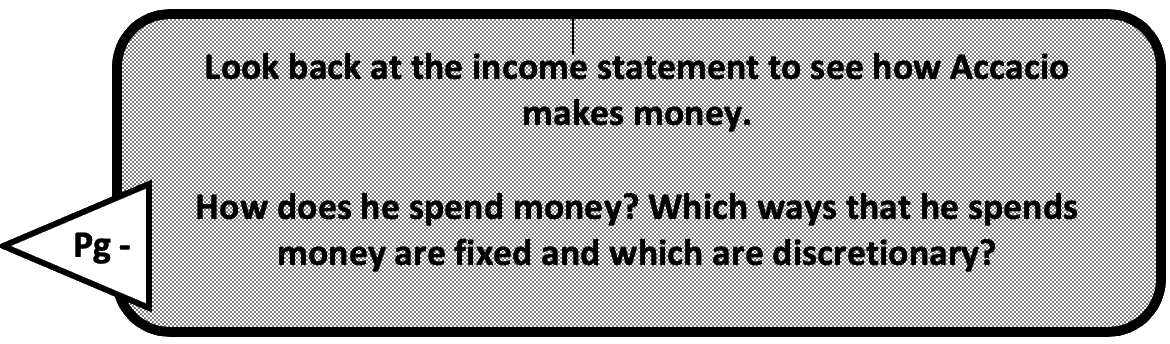 Look back at the income statement to see how Accacio
makes money.
How does he spend money? Which ways that he spends
money are fixed and which are discretionary?
Pg -